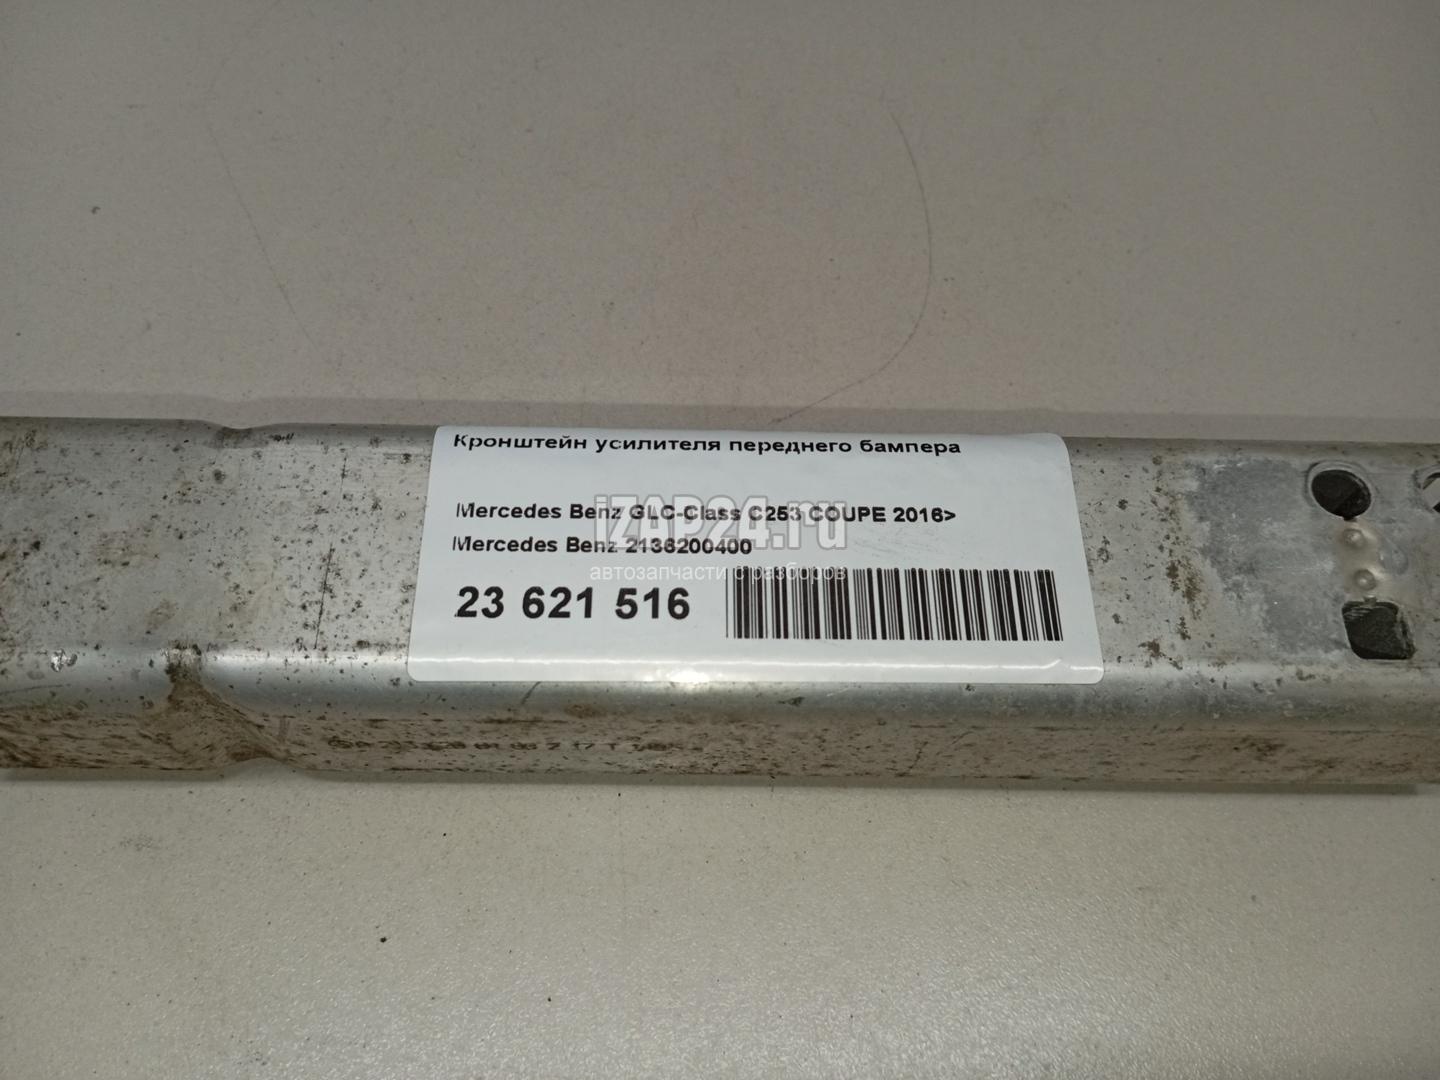 Кронштейн усилителя переднего бампера
Mercedes Benz GLC-Class C253 COUPE 2016>
iZAP24.ru
Mercedes Benz 2136200400
автозапчасти с разборов
23 621 516